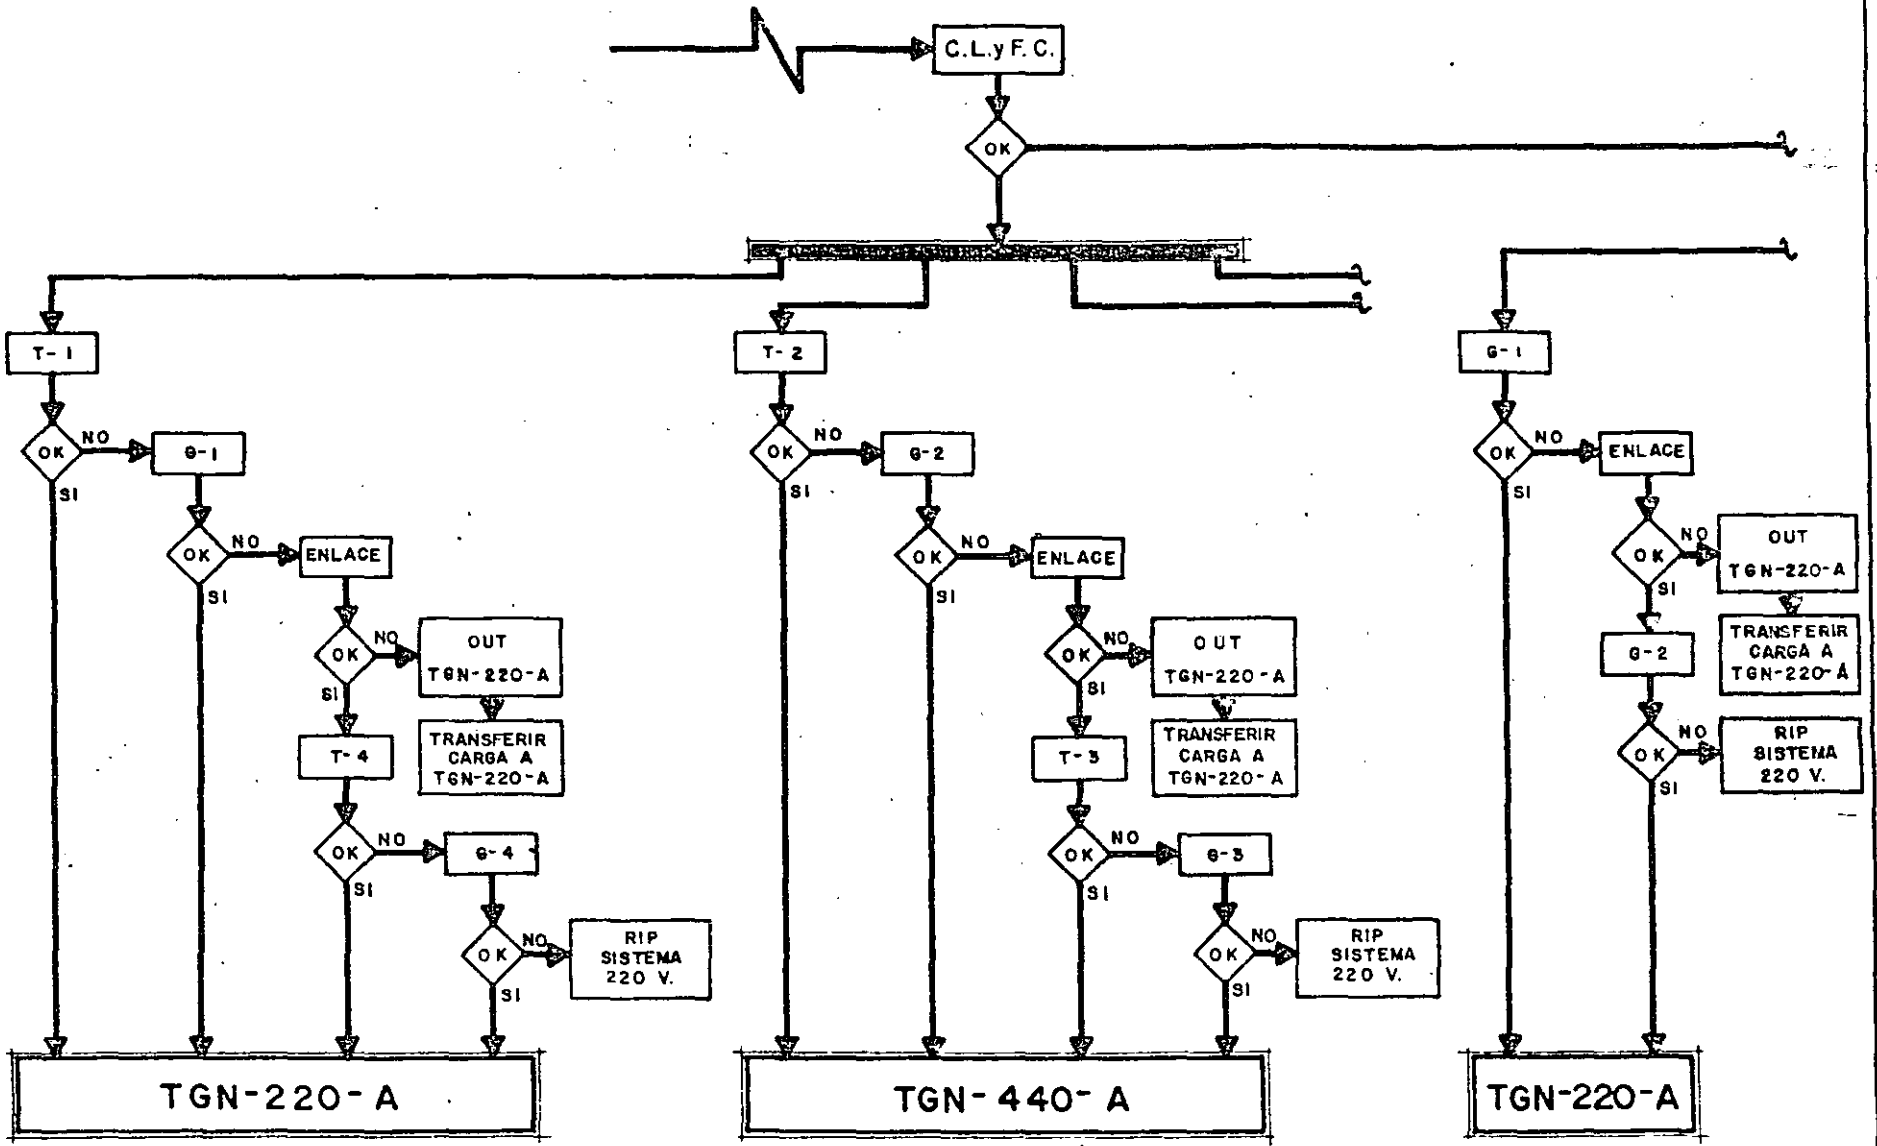 C.L.y F.C.
OK
T-1
OK
NO
G-1
SI
OK
NO
ENLACE
SI
OK
NO
OUT
TGN-220-A
SI
TRANSFERIR
CARGA A
TGN-220-A
T-4
OK
NO
G-4
SI
OK
NO
RIP
SISTEMA
220 V.
SI
TGN-220-A
T-2
OK
NO
G-2
SI
OK
NO
ENLACE
SI
OK
NO
OUT
TGN-220-A
SI
TRANSFERIR
CARGA A
TGN-220-A
T-3
OK
NO
G-3
SI
OK
NO
RIP
SISTEMA
220 V.
SI
TGN-440-A
G-1
OK
NO
ENLACE
SI
OK
NO
OUT
TGN-220-A
SI
TRANSFERIR
CARGA A
TGN-220-A
G-2
OK
NO
RIP
SISTEMA
220 V.
SI
TGN-220-A